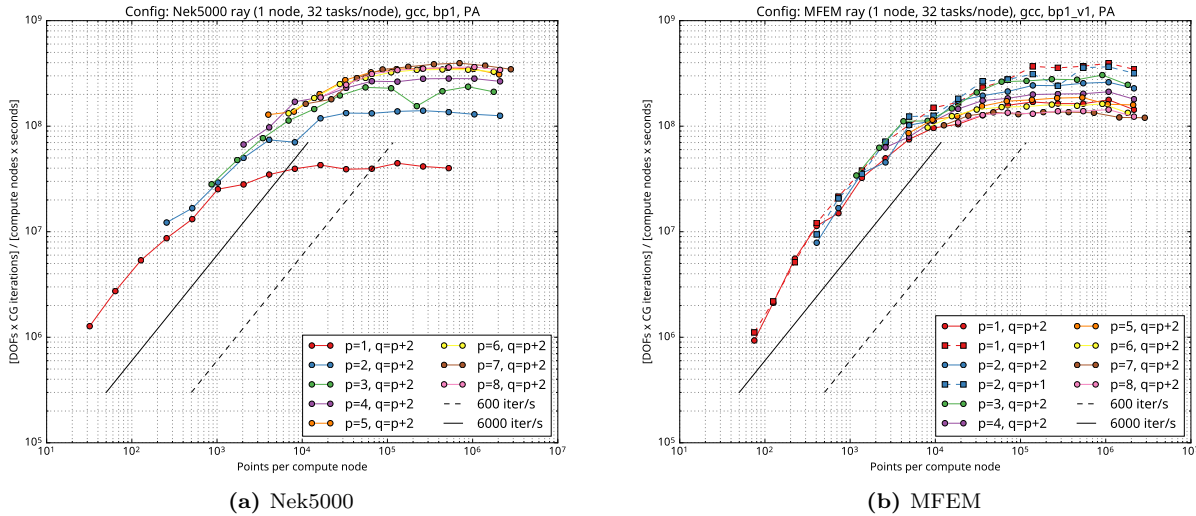 Config: Nek5000 ray (1 node, 32 tasks/node), gcc, bp1, PA
[DOFs x CG iterations] / [compute nodes x seconds]
10⁹
10⁸
10⁷
10⁶
10⁵
10¹ 10² 10³ 10⁴ 10⁵ 10⁶ 10⁷
Points per compute node
p=1, q=p+2
p=2, q=p+2
p=3, q=p+2
p=4, q=p+2
p=5, q=p+2
p=6, q=p+2
p=7, q=p+2
p=8, q=p+2
600 iter/s
6000 iter/s
(a) Nek5000
Config: MFEM ray (1 node, 32 tasks/node), gcc, bp1_v1, PA
[DOFs x CG iterations] / [compute nodes x seconds]
10⁹
10⁸
10⁷
10⁶
10⁵
10¹ 10² 10³ 10⁴ 10⁵ 10⁶ 10
Points per compute node
p=1, q=p+2
p=1, q=p+1
p=2, q=p+2
p=2, q=p+1
p=3, q=p+2
p=4, q=p+2
p=5, q=p+2
p=6, q=p+2
p=7, q=p+2
p=8, q=p+2
600 iter/s
6000 iter/s
(b) MFEM